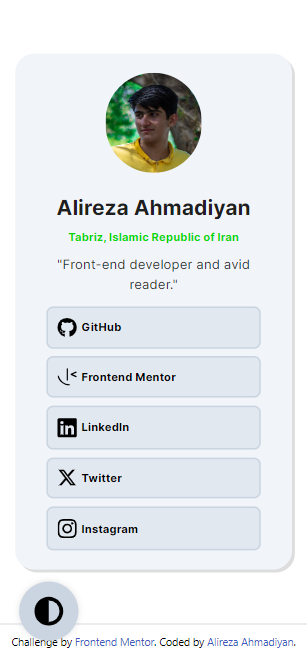 Alireza Ahmadiyan
Tabriz, Islamic Republic of Iran
"Front-end developer and avid
reader."
GitHub
Frontend Mentor
LinkedIn
Twitter
Instagram
Challenge by Frontend Mentor. Coded by Alireza Ahmadiyan.